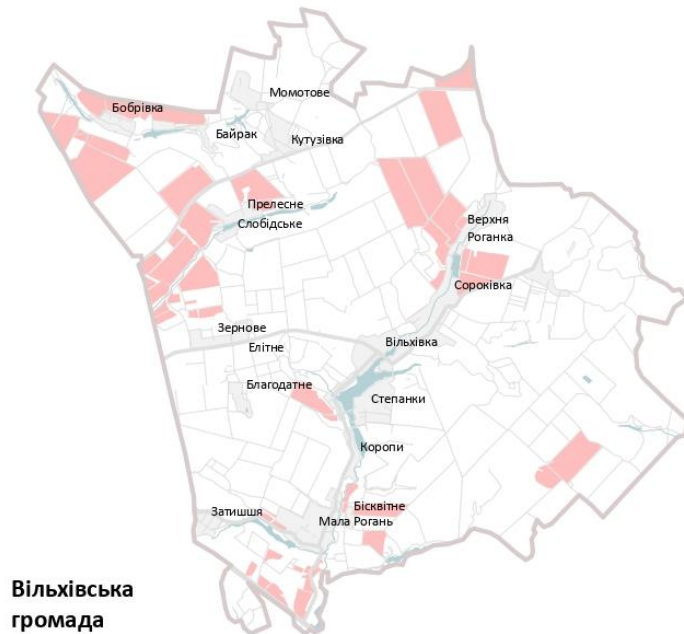 Момотове
Бобрівка
Байрак
Кутузівка
Прелесне
Слобідське
Верхня
Роганка
Сороківка
Зернове
Елітне
Вільхівка
Благодатне
Степанки
Коропи
Затишшя
Бісквітне
Мала Рогань
Вільхівська
громада